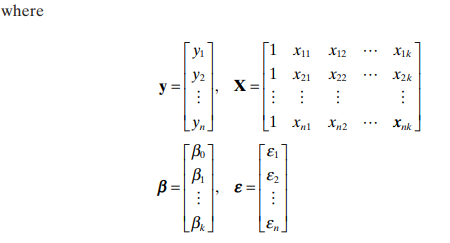 where
y = [y₁ y₂ ⋮ yₙ], X = [1 x₁₁ x₁₂ ⋯ x₁ₖ; 1 x₂₁ x₂₂ ⋯ x₂ₖ; ⋮ ⋮ ⋮ ⋮; 1 xₙ₁ xₙ₂ ⋯ xₙₖ]
β = [β₀ β₁ ⋮ βₖ], ε = [ε₁ ε₂ ⋮ εₙ]